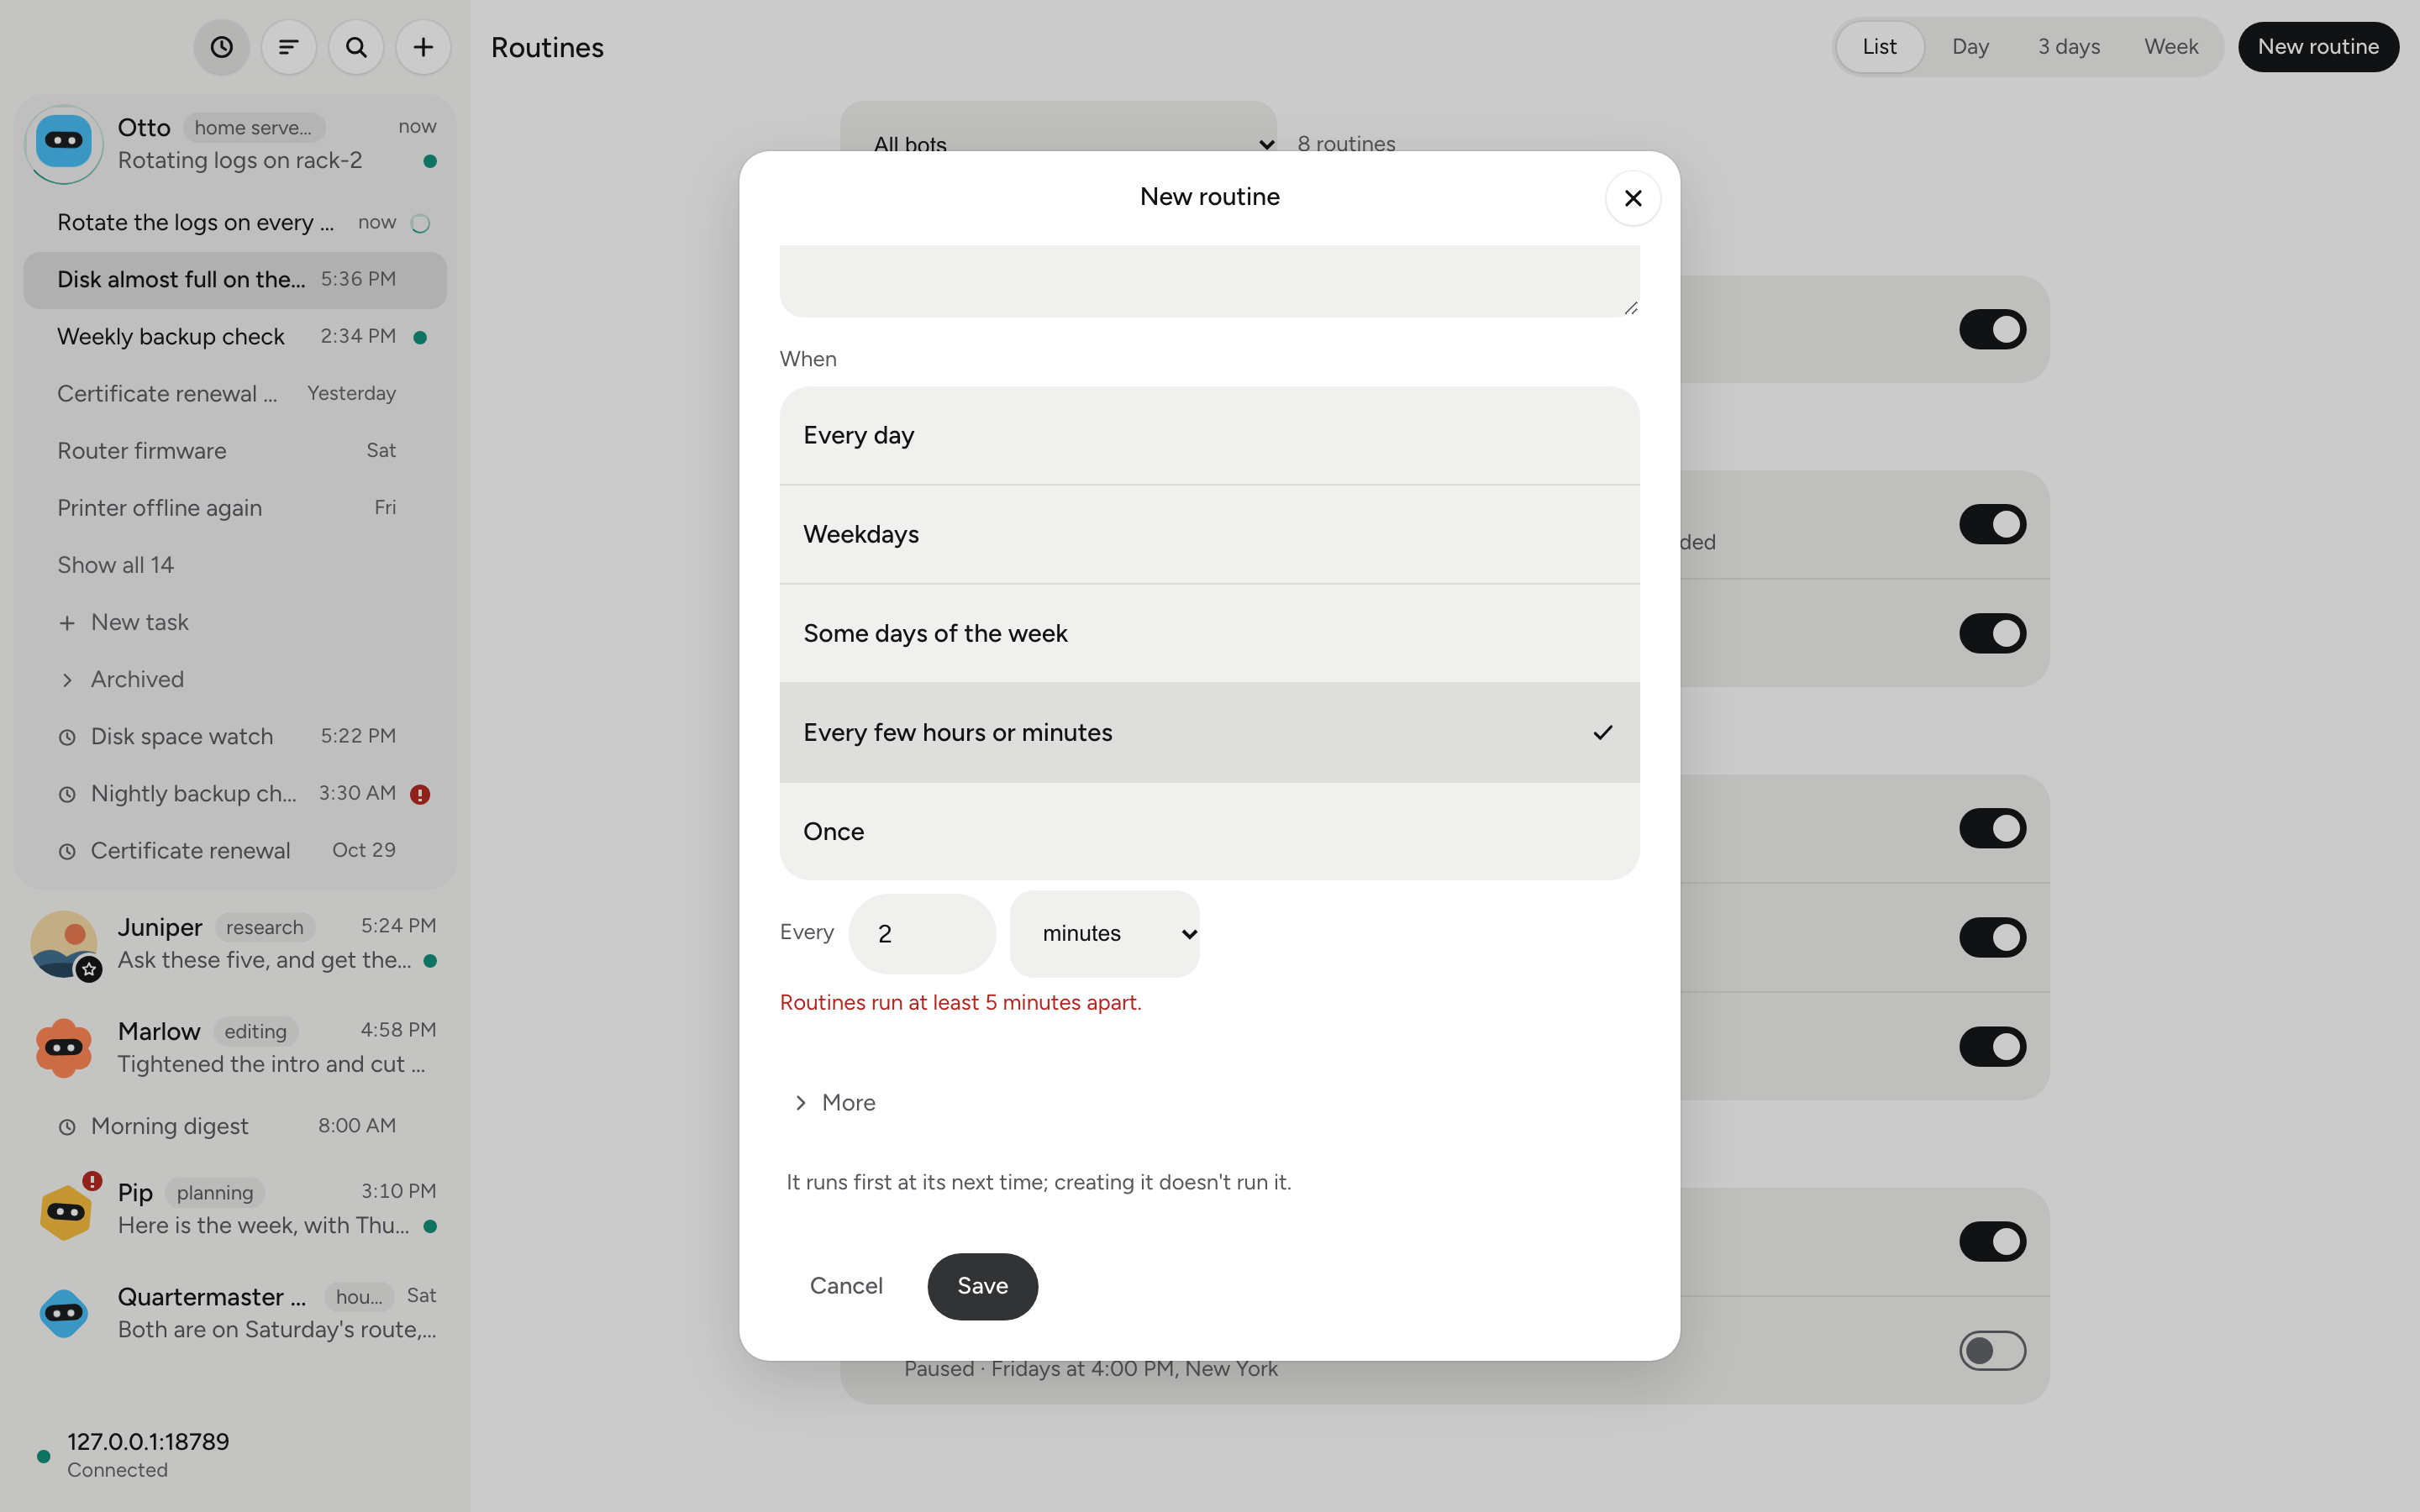 Routines
List
Day
3 days
Week
New routine
Otto
home serve...
now
Rotating logs on rack-2
Rotate the logs on every ...
now
Disk almost full on the...
5:36 PM
Weekly backup check
2:34 PM
Certificate renewal ...
Yesterday
Router firmware
Sat
Printer offline again
Fri
Show all 14
New task
Archived
Disk space watch
5:22 PM
Nightly backup ch...
3:30 AM
Certificate renewal
Oct 29
Juniper
research
5:24 PM
Ask these five, and get the...
Marlow
editing
4:58 PM
Tightened the intro and cut ...
Morning digest
8:00 AM
Pip
planning
3:10 PM
Here is the week, with Thu...
Quartermaster ...
hou...
Sat
Both are on Saturday's route,...
127.0.0.1:18789
Connected
All bots
8 routines
New routine
When
Every day
Weekdays
Some days of the week
Every few hours or minutes
Once
Every
2
minutes
Routines run at least 5 minutes apart.
More
It runs first at its next time; creating it doesn't run it.
Cancel
Save
ded
Paused · Fridays at 4:00 PM, New York